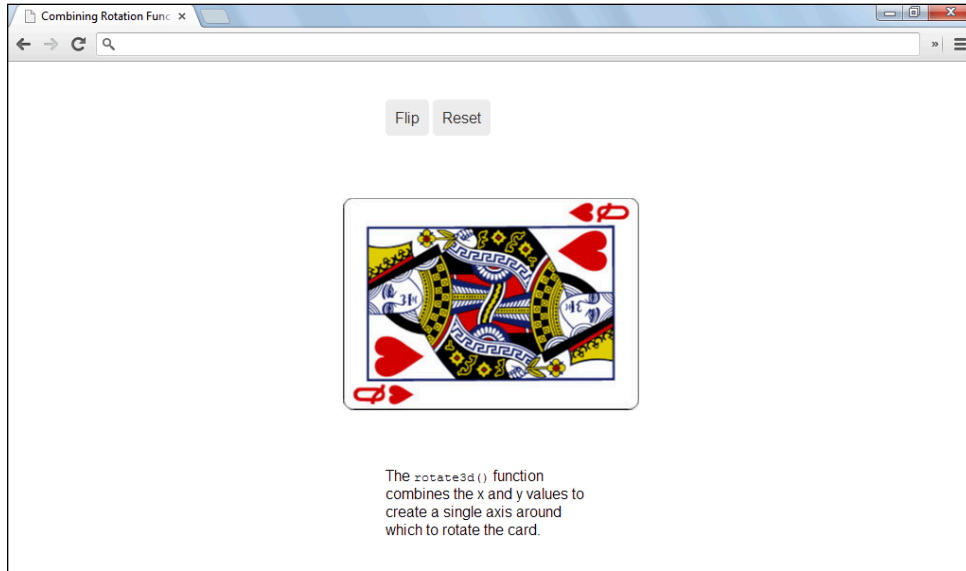 Combining Rotation Func
Flip Reset
Q
Q
The rotate3d() function
combines the x and y values to
create a single axis around
which to rotate the card.